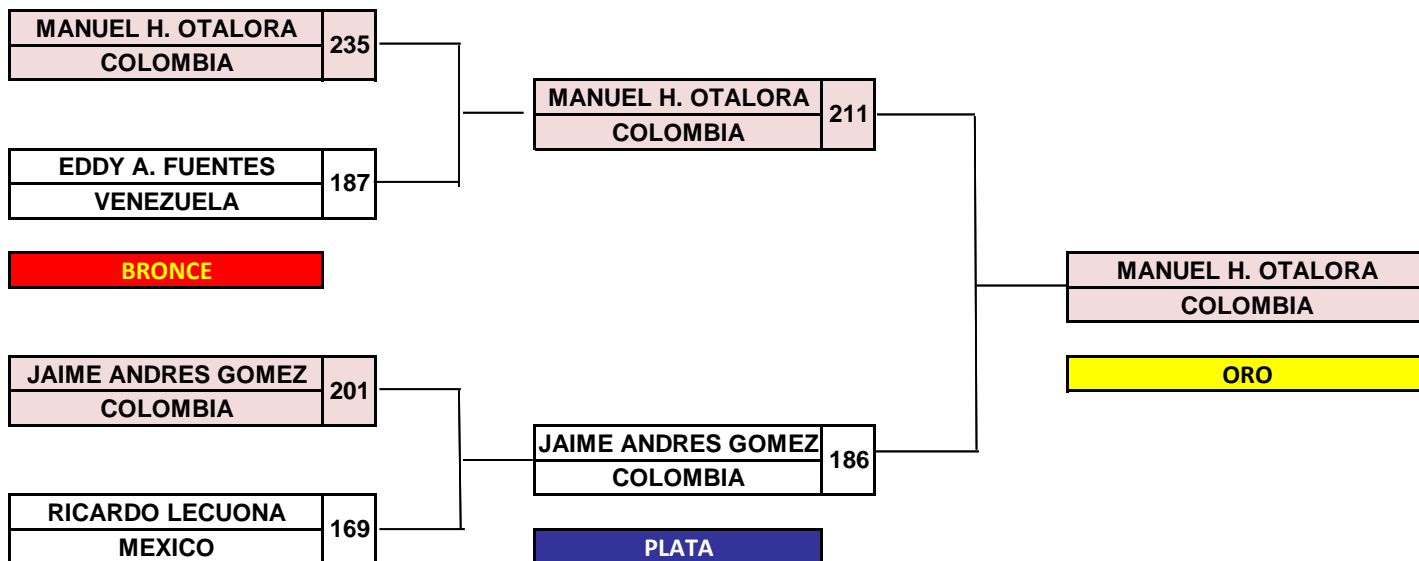 MANUEL H. OTALORA
235
COLOMBIA
EDDY A. FUENTES
187
VENEZUELA
BRONCE
JAIME ANDRES GOMEZ
201
COLOMBIA
RICARDO LECUONA
169
MEXICO
MANUEL H. OTALORA
211
COLOMBIA
JAIME ANDRES GOMEZ
186
COLOMBIA
PLATA
MANUEL H. OTALORA
COLOMBIA
ORO